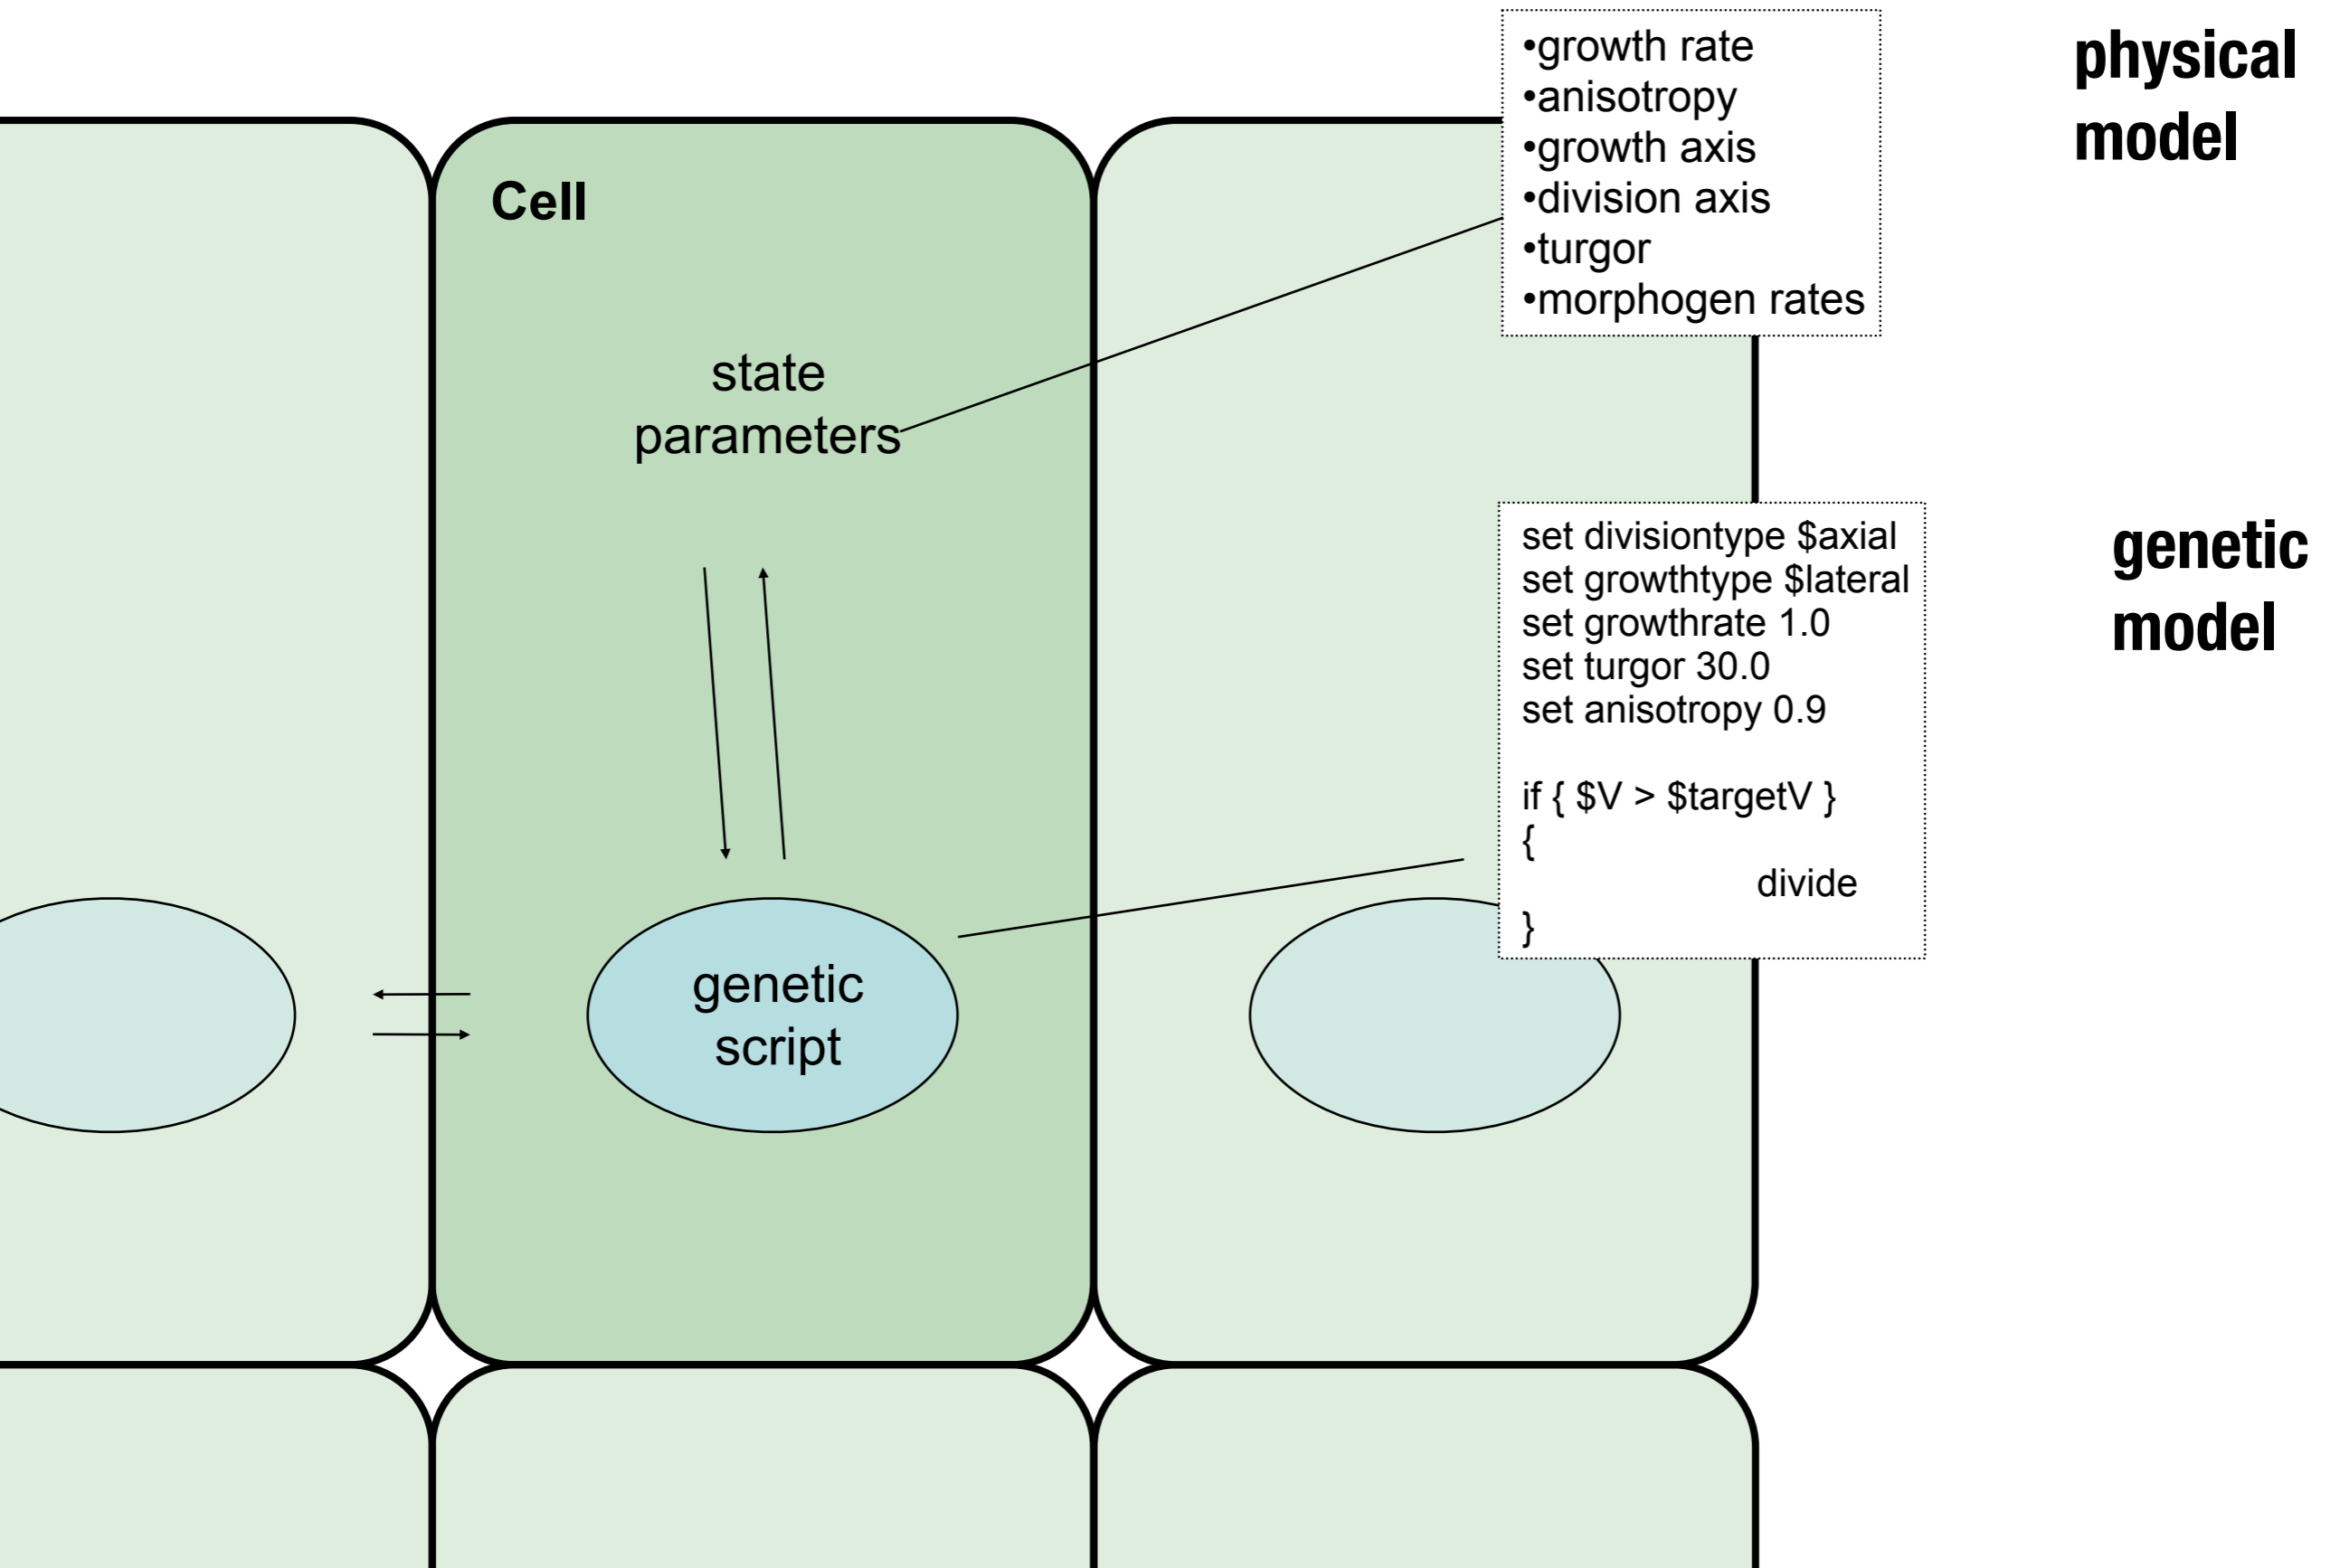 •growth rate
•anisotropy
•growth axis
•division axis
•turgor
•morphogen rates
physical
model
Cell
state
parameters
set divisiontype $axial
set growthtype $lateral
set growthrate 1.0
set turgor 30.0
set anisotropy 0.9
if { $V > $targetV }
{
divide
}
genetic
model
genetic
script